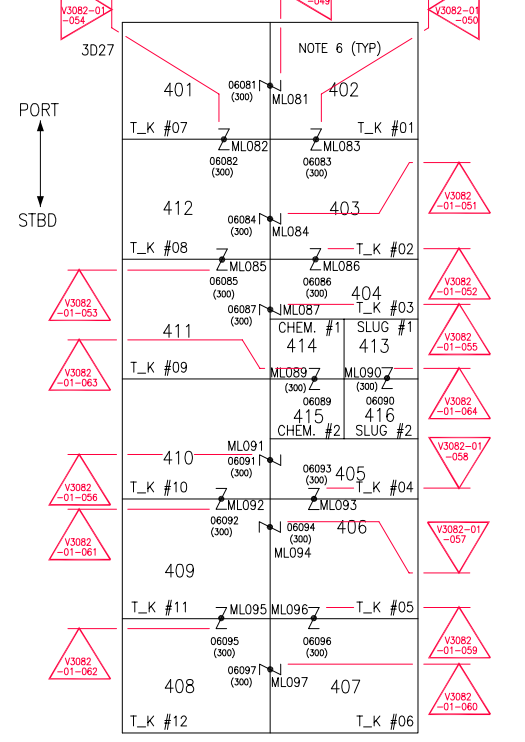 V3082-01
-054
-049
V3082-01
-050
3D27
NOTE 6 (TYP)
401
06081
(300)
ML081
402
PORT
STBD
T_K #07
T_K #01
ML082
ML083
06082
(300)
06083
(300)
412
06084
(300)
ML084
403
V3082
-01-051
T_K #08
T_K #02
ML085
ML086
06085
(300)
06086
(300)
V3082
-01-052
404
V3082
-01-053
06087
(300)
ML087
T_K #03
411
CHEM. #1
SLUG #1
414
413
V3082
-01-055
T_K #09
ML089
(300)
06089
ML090
(300)
06090
V3082
-01-063
V3082
-01-064
415
416
CHEM. #2
SLUG #2
ML091
06091
(300)
410
06093
(300)
405
V3082-01
-058
T_K #10
T_K #04
V3082
-01-056
ML092
ML093
06092
(300)
06094
(300)
ML094
406
V3082-01
-057
V3082
-01-061
409
T_K #11
ML095
ML096
T_K #05
06095
(300)
06096
(300)
V3082
-01-059
V3082
-01-062
06097
(300)
ML097
408
407
V3082
-01-060
T_K #12
T_K #06